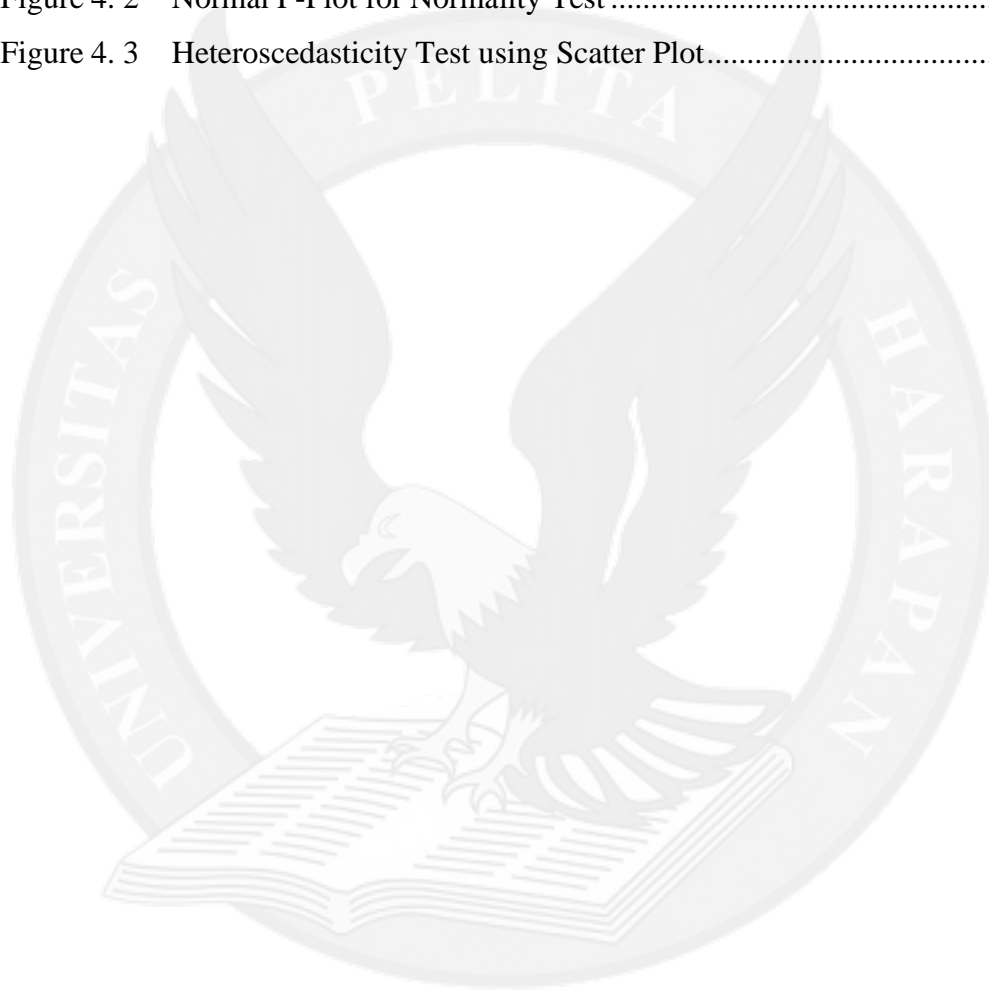 Figure 4. 2 Normal P-Plot for Normality Test ................................................
Figure 4. 3 Heteroscedasticity Test using Scatter Plot....................................
UNIVERSITAS PELITA HARAPAN